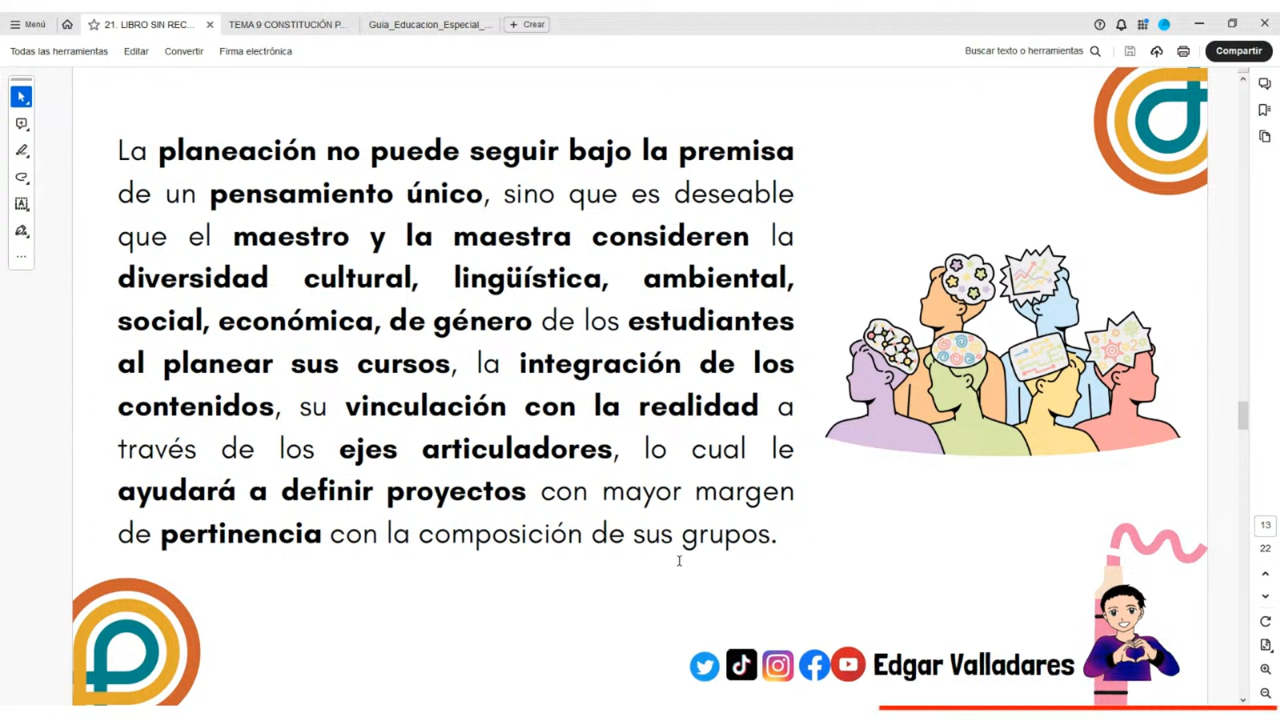 Menú
21. LIBRO SIN REC...
TEMA 9 CONSTITUCIÓN P...
Guia_Educacion_Especial_...
Crear
Todas las herramientas
Editar
Convertir
Firma electrónica
Buscar texto o herramientas
Compartir
La planeación no puede seguir bajo la premisa
de un pensamiento único, sino que es deseable
que el maestro y la maestra consideren la
diversidad cultural, lingüística, ambiental,
social, económica, de género de los estudiantes
al planear sus cursos, la integración de los
contenidos, su vinculación con la realidad a
través de los ejes articuladores, lo cual le
ayudará a definir proyectos con mayor margen
de pertinencia con la composición de sus grupos.
13
22
Edgar Valladares